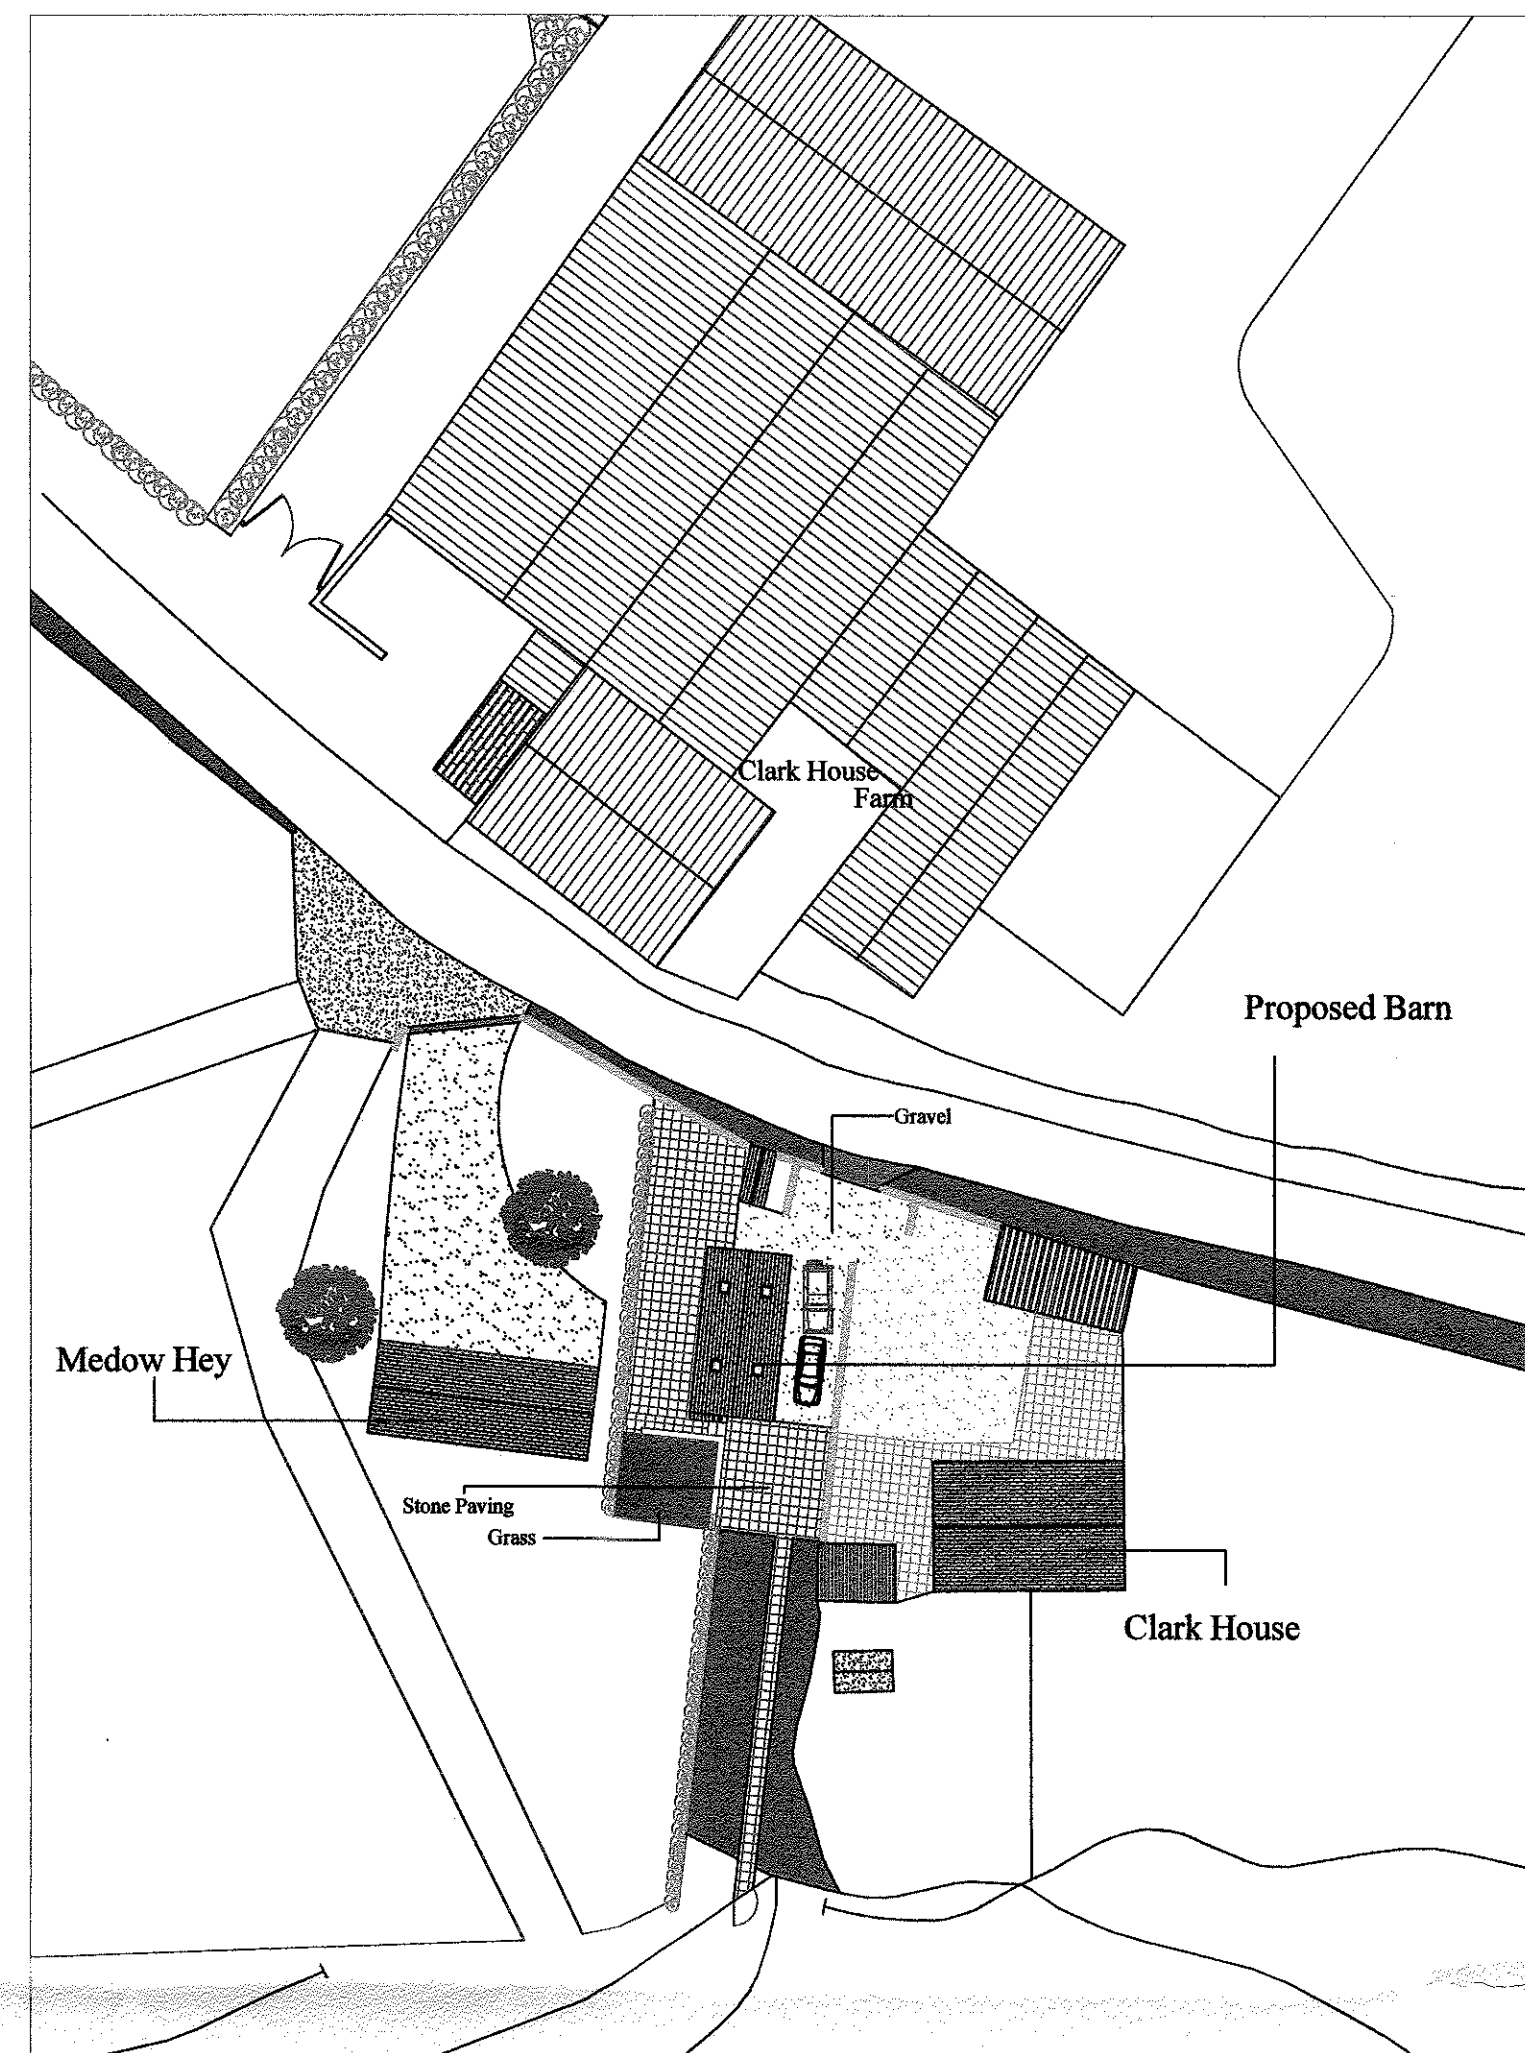 Clark House
Farm
Proposed Barn
Gravel
Medow Hey
Stone Paving
Grass
Clark House